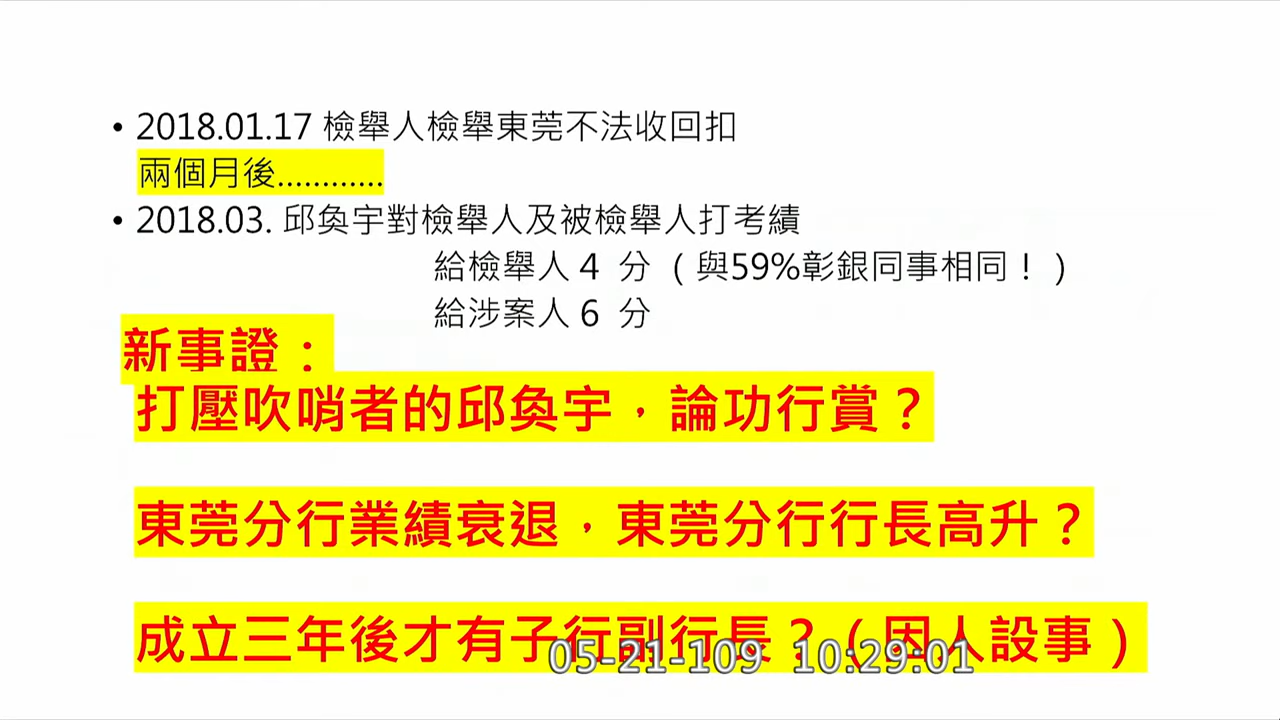 • 2018.01.17 檢舉人檢舉東莞不法收回扣
兩個月後............
• 2018.03. 邱奐宇對檢舉人及被檢舉人打考績
給檢舉人 4 分 （與59%彰銀同事相同！）
給涉案人 6 分
新事證：
打壓吹哨者的邱奐宇，論功行賞？
東莞分行業績衰退，東莞分行行長高升？
成立三年後才有子行副行長？（因人設事）
05-21-109 10:29:01